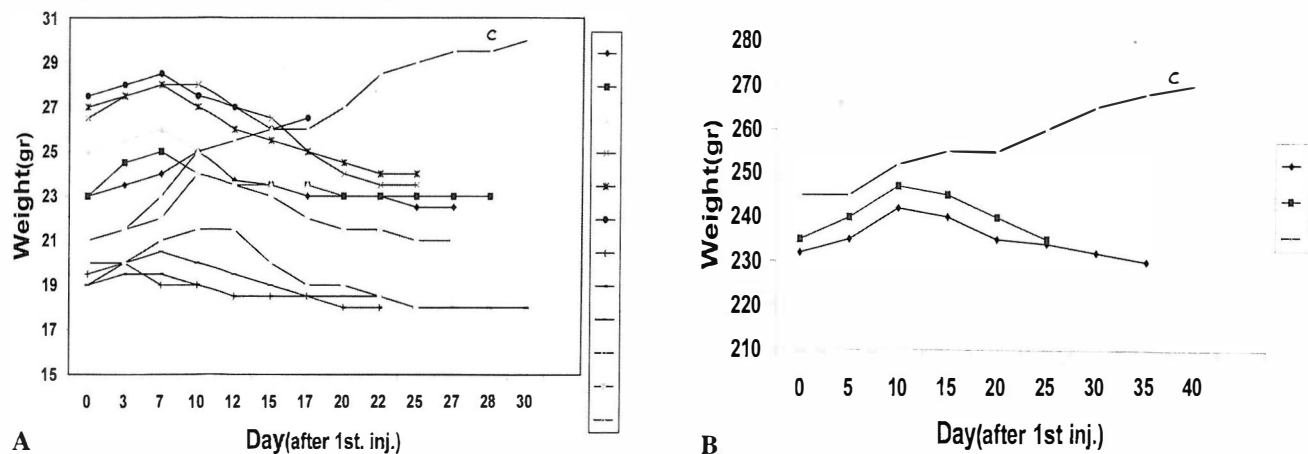 31
29
27
25
23
21
19
17
15
Weight(gr)
0 3 7 10 12 15 17 20 22 25 27 28 30
Day(after 1st. inj.)
C
A
280
270
260
250
240
230
220
210
Weight(gr)
0 5 10 15 20 25 30 35 40
Day(after 1st inj.)
C
B